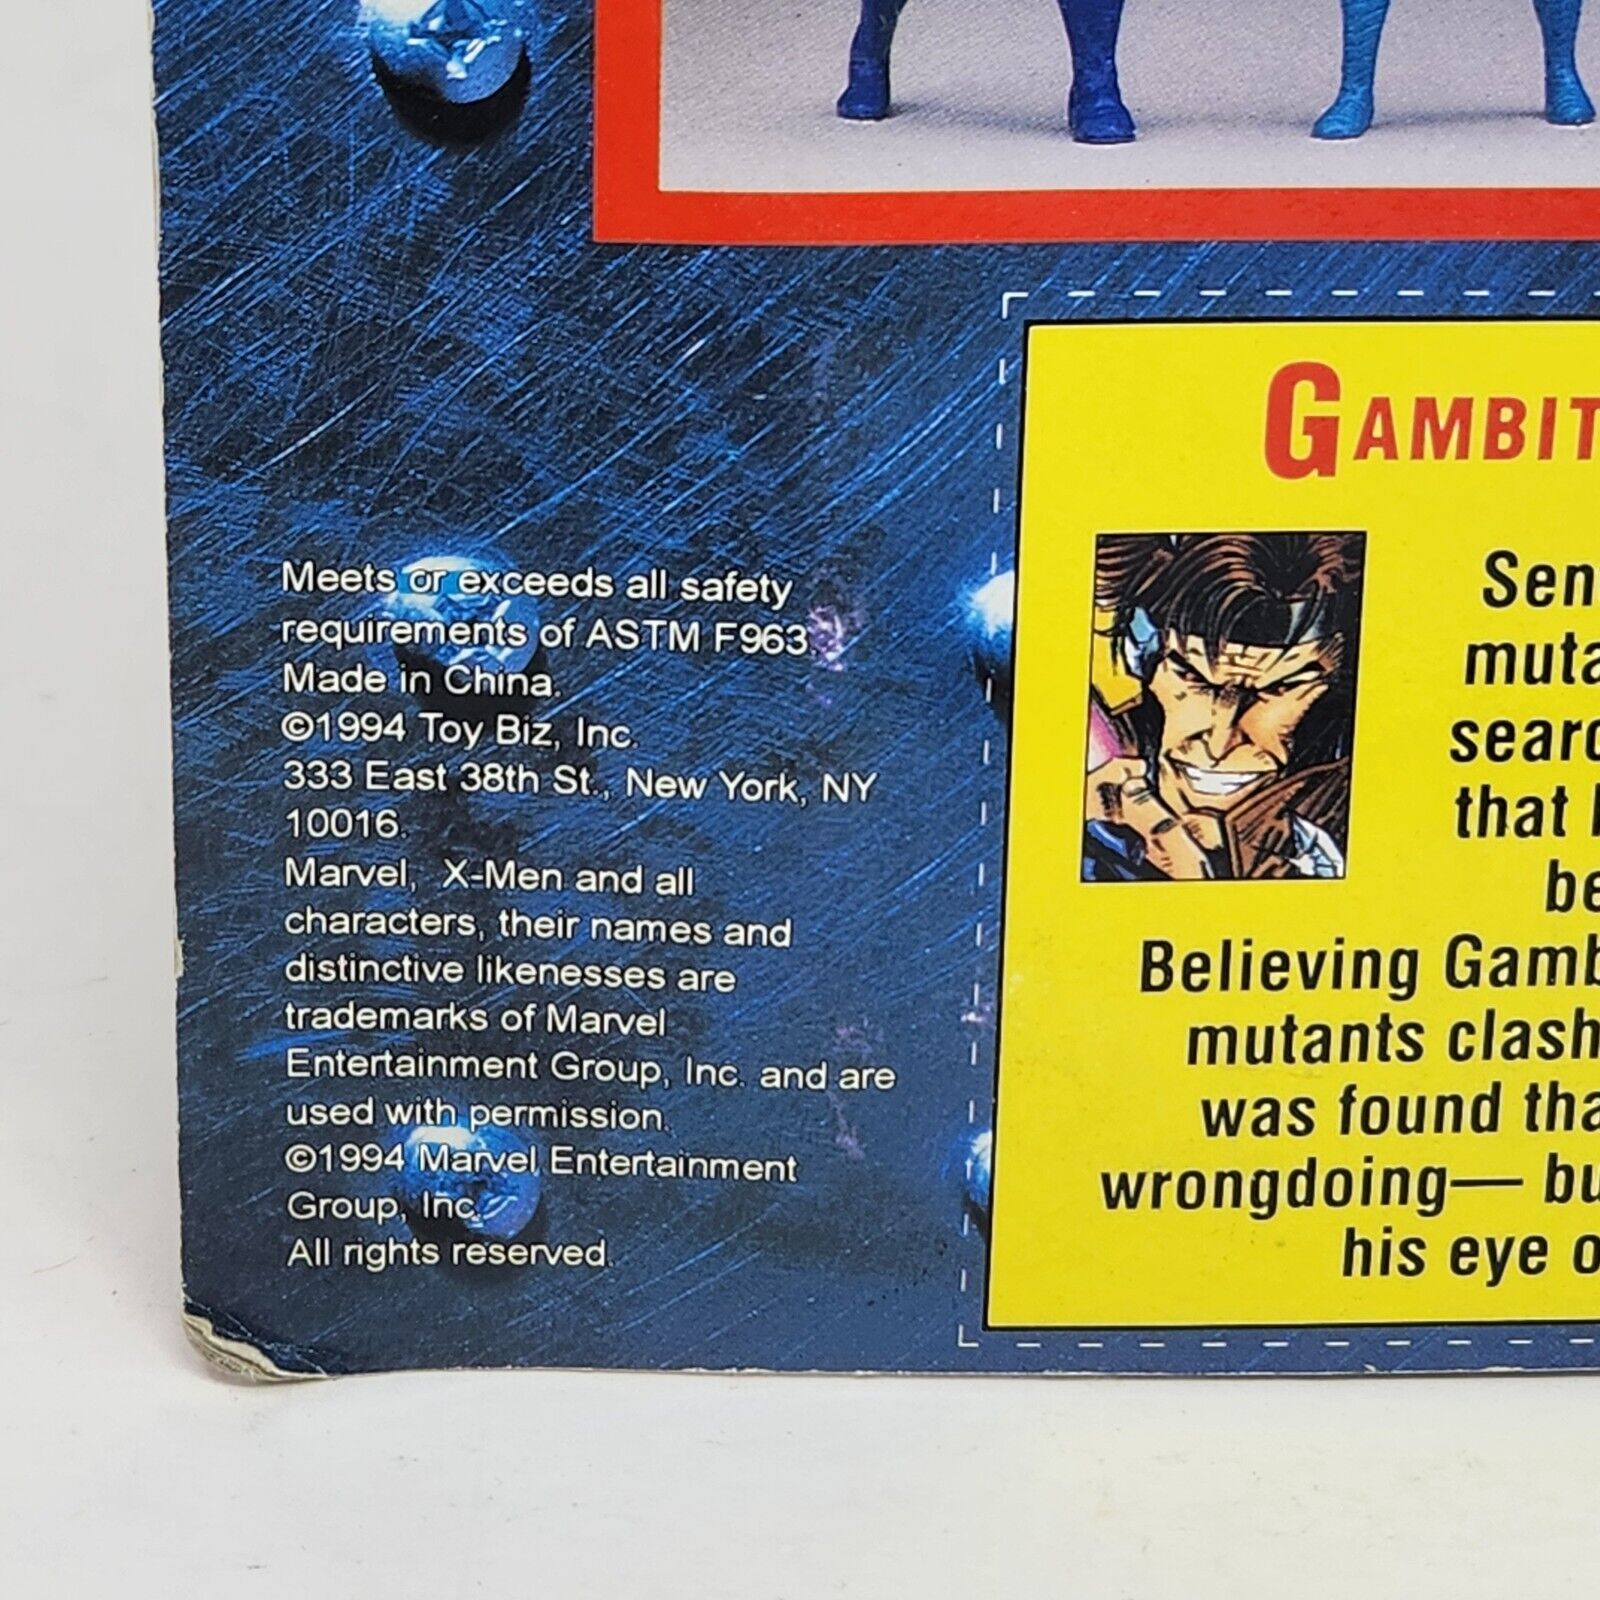 Meets or exceeds all safety
requirements of ASTM F963.
Made in China.
©1994 Toy Biz, Inc.
333 East 38th St., New York, NY
10016.
Marvel, X-Men and all
characters, their names and
distinctive likenesses are
trademarks of Marvel
Entertainment Group, Inc. and are
used with permission.
©1994 Marvel Entertainment
Group, Inc.
All rights reserved.
GAMBIT
mutants clash
was found
wrongdoing—
his eye
that
Believing